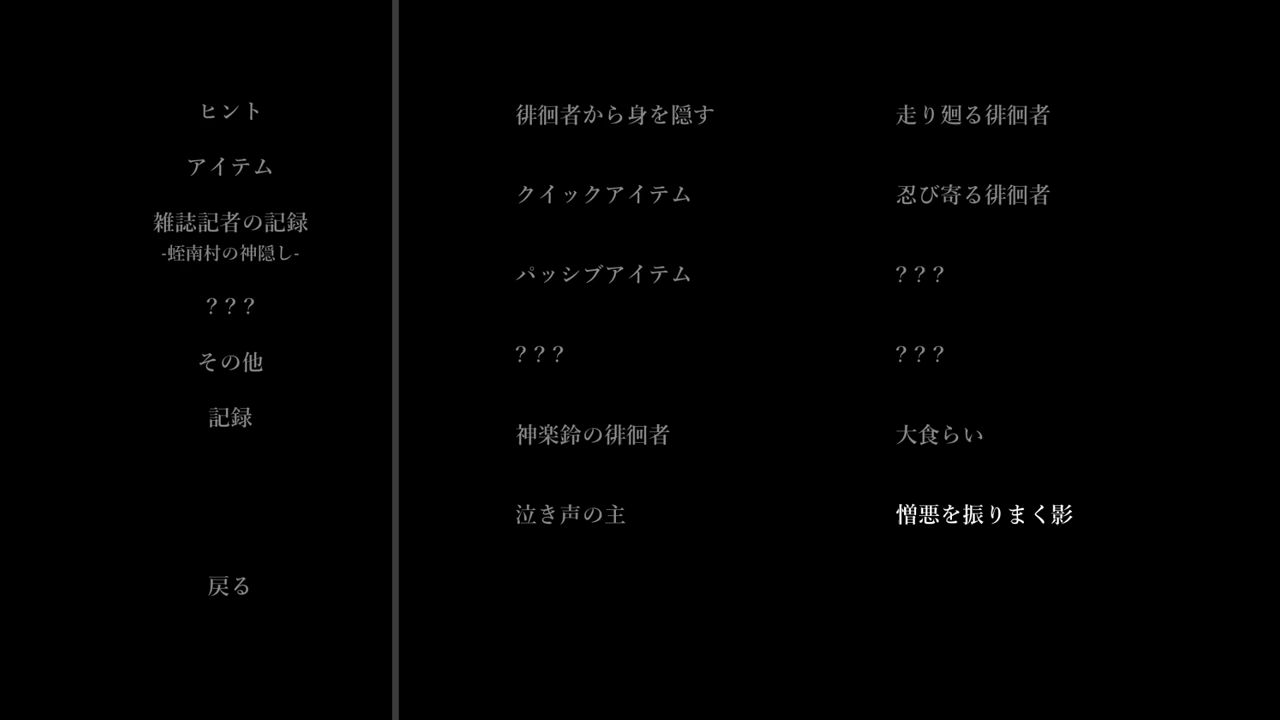 ヒント
アイテム
雑誌記者の記録
-蛭南村の神隠し-
？？？
その他
記録
戻る
徘徊者から身を隠す
走り廻る徘徊者
クイックアイテム
忍び寄る徘徊者
パッシブアイテム
？？？
？？？
？？？
神楽鈴の徘徊者
大食らい
泣き声の主
憎悪を振りまく影